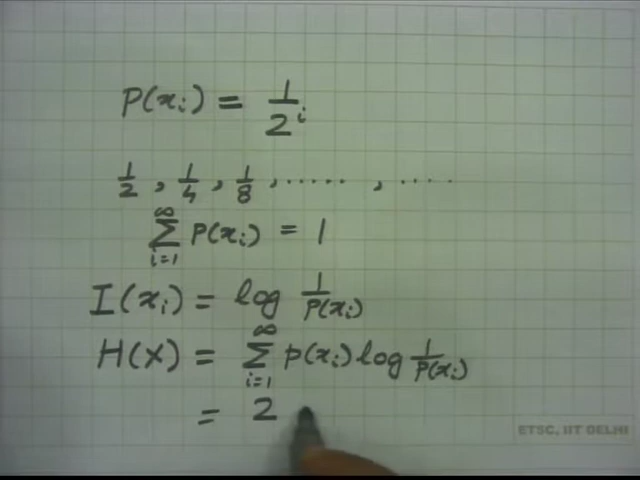 P(xᵢ) = 1/2ⁱ
1/2 , 1/4 , 1/8 , ..... , ....
∞∑i=1 P(xᵢ) = 1
I(xᵢ) = log 1/P(xᵢ)
H(X) = ∞∑i=1 p(xᵢ) log 1/P(xᵢ)
= 2
ETSC, IIT DELHI